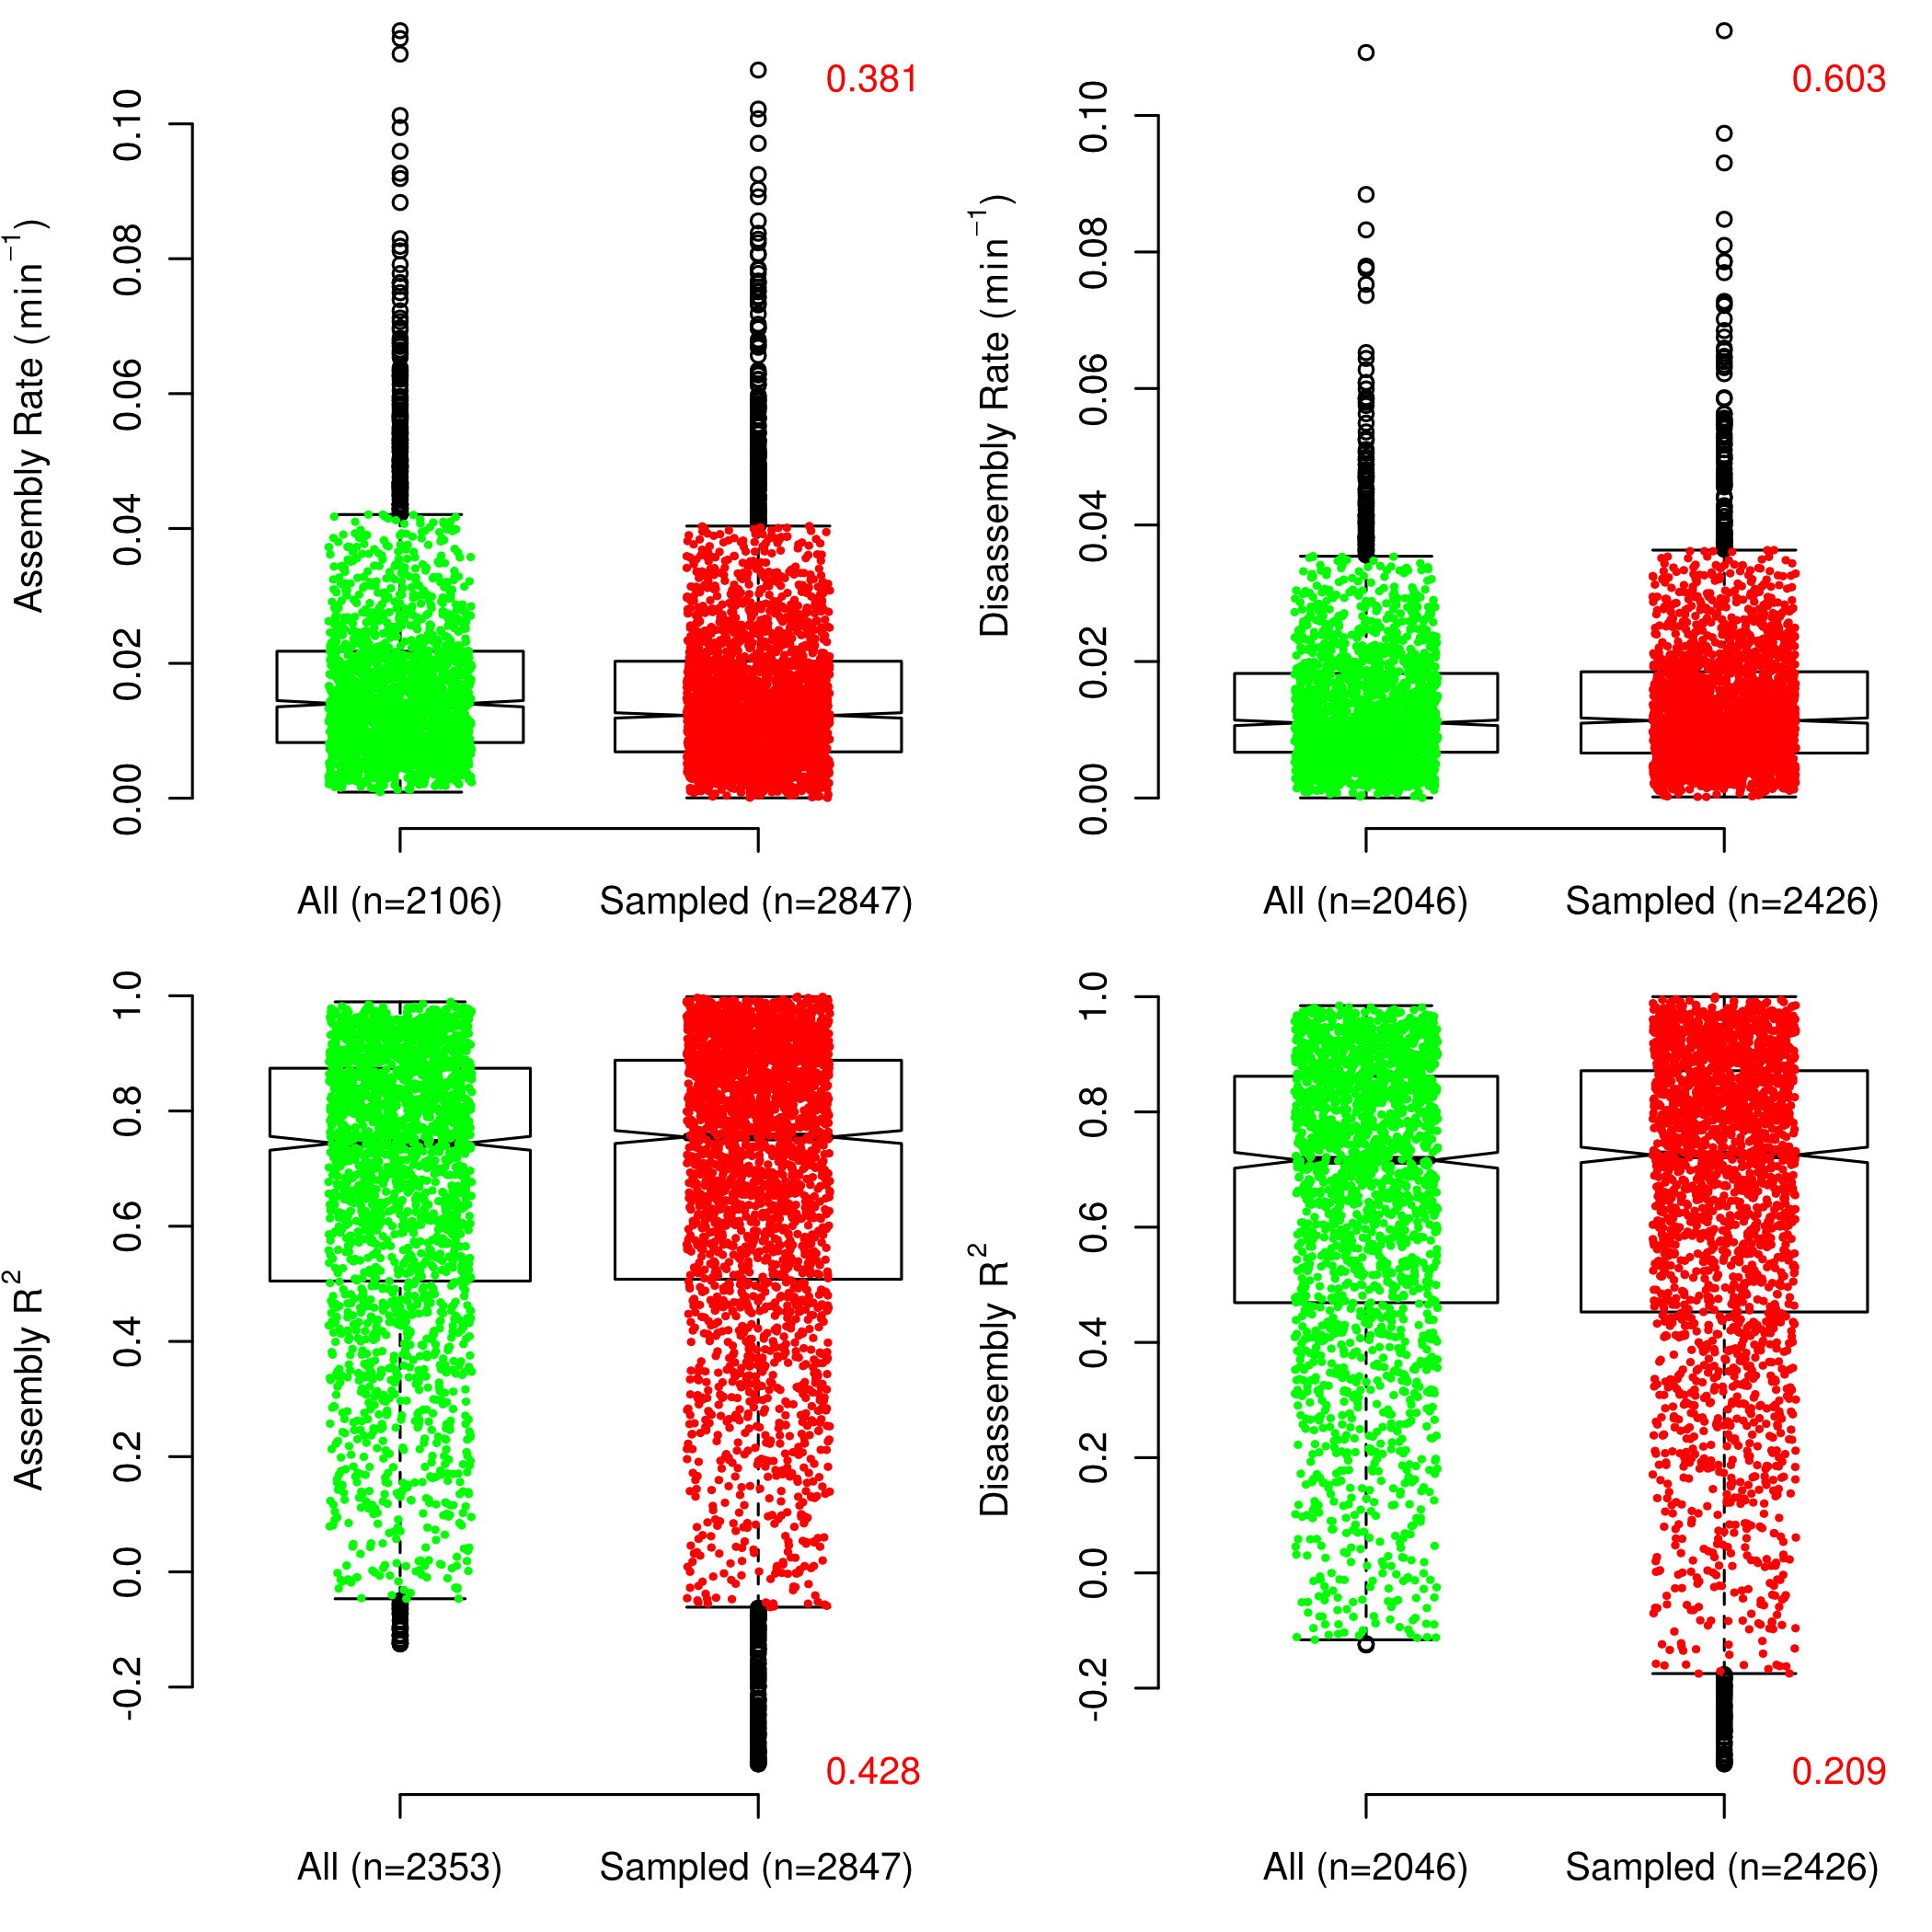 Assembly Rate (min⁻¹)
0.00 0.02 0.04 0.06 0.08 0.10
0.381
All (n=2106) Sampled (n=2847)
Disassembly Rate (min⁻¹)
0.00 0.02 0.04 0.06 0.08 0.10
0.603
All (n=2046) Sampled (n=2426)
Assembly R²
-0.2 0.0 0.2 0.4 0.6 0.8 1.0
0.428
All (n=2353) Sampled (n=2847)
Disassembly R²
-0.2 0.0 0.2 0.4 0.6 0.8 1.0
0.209
All (n=2046) Sampled (n=2426)